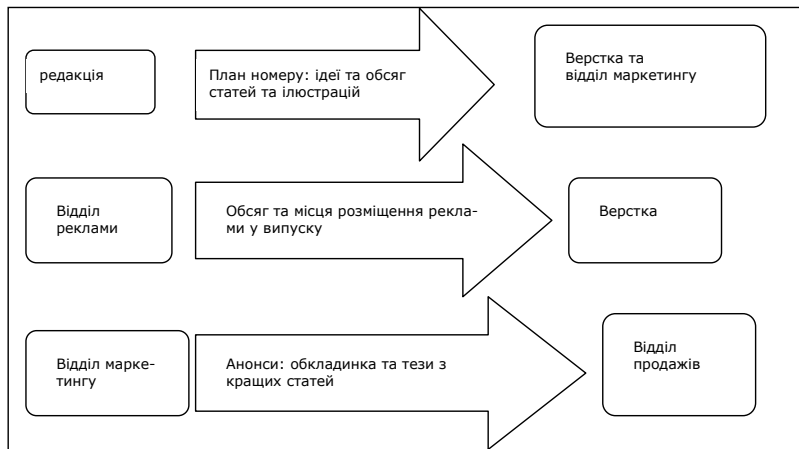 редакція
План номеру: ідеї та обсяг
статей та ілюстрацій
Верстка та
відділ маркетингу
Відділ
реклами
Обсяг та місця розміщення рекла-
ми у випуску
Верстка
Відділ марке-
тингу
Анонси: обкладинка та тези з
кращих статей
Відділ
продажів